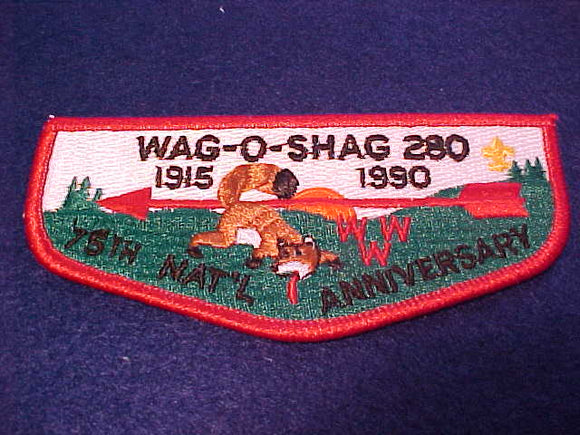 WAG-O-SHAG 280
1915 1990
WWW
75TH NAT'L ANNIVERSARY